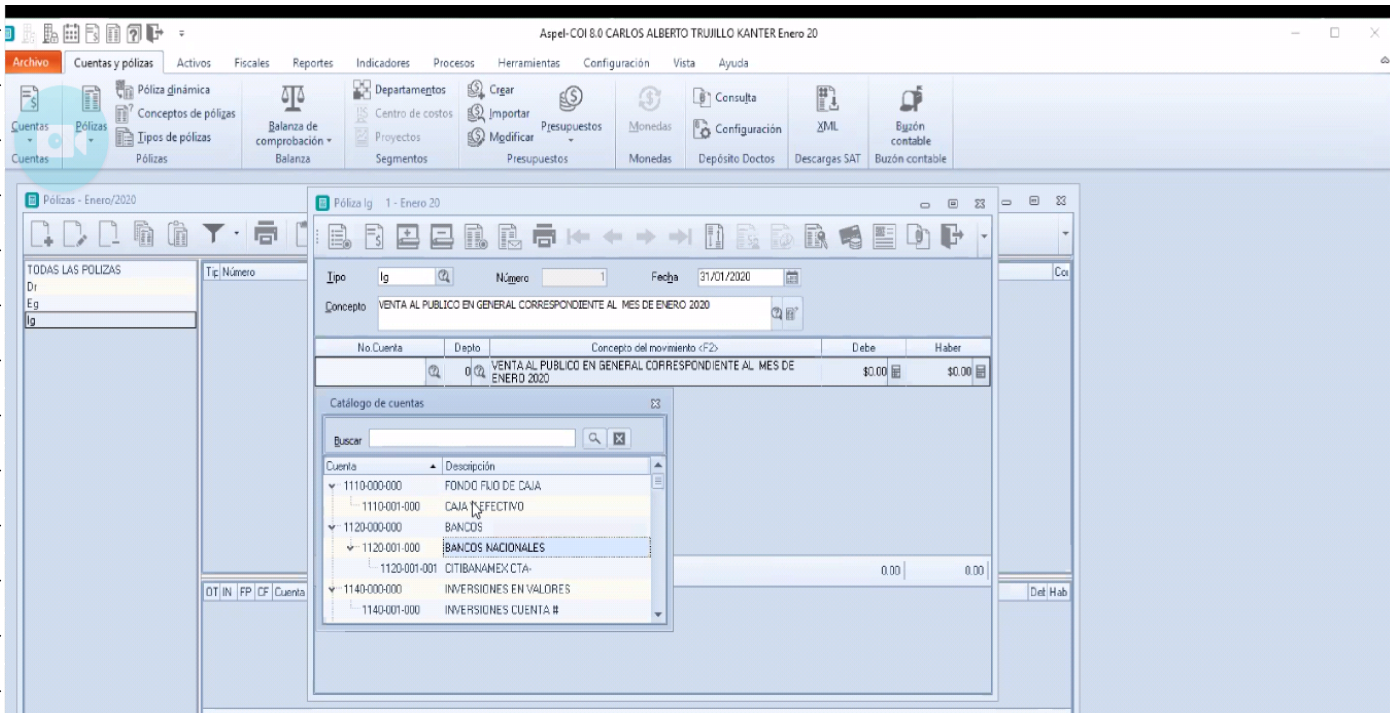 Aspel-COI 8.0 CARLOS ALBERTO TRUJILLO KANTER Enero 20
Archivo Cuentas y pólizas Activos Fiscales Reportes Indicadores Procesos Herramientas Configuración Vista Ayuda
Cuentas
Pólizas
Póliza dinámica
Conceptos de pólizas
Tipos de pólizas
Balanza de
comprobación
Departamentos
Centro de costos
Proyectos
Crear
Importar
Modificar
Presupuestos
Monedas
Consulta
Configuración
XML
Buzón
contable
Cuentas Pólizas Balanza Segmentos Presupuestos Monedas Depósito Doctos Descargas SAT Buzón contable
Pólizas - Enero/2020
Póliza Ig 1 - Enero 20
TODAS LAS POLIZAS
Dr
Eg
Ig
Tip Número
Tipo Ig Número 1 Fecha 31/01/2020
Concepto VENTA AL PUBLICO EN GENERAL CORRESPONDIENTE AL MES DE ENERO 2020
No.Cuenta Depto Concepto del movimiento <F2> Debe Haber
0 VENTA AL PUBLICO EN GENERAL CORRESPONDIENTE AL MES DE
ENERO 2020 $0.00 $0.00
Catálogo de cuentas
Buscar
Cuenta Descripción
1110-000-000 FONDO FIJO DE CAJA
1110-001-000 CAJA Y EFECTIVO
1120-000-000 BANCOS
1120-001-000 BANCOS NACIONALES
1120-001-001 CITIBANAMEX CTA-
1140-000-000 INVERSIONES EN VALORES
1140-001-000 INVERSIONES CUENTA #
0.00 0.00
OT IN FP CF Cuenta
Det Hab